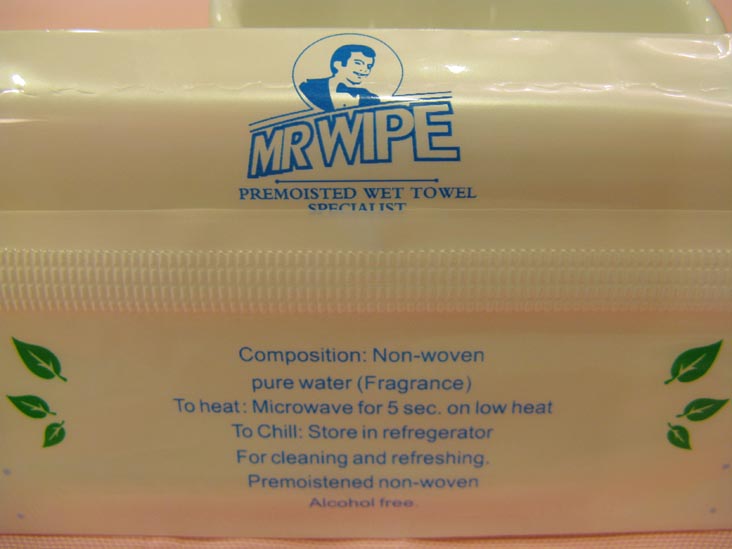 MR WIPE
PREMOISTED WET TOWEL
SPECIALIST
Composition: Non-woven
pure water (Fragrance)
To heat: Microwave for 5 sec. on low heat
To Chill: Store in refregerator
For cleaning and refreshing.
Premoistened non-woven
Alcohol free.